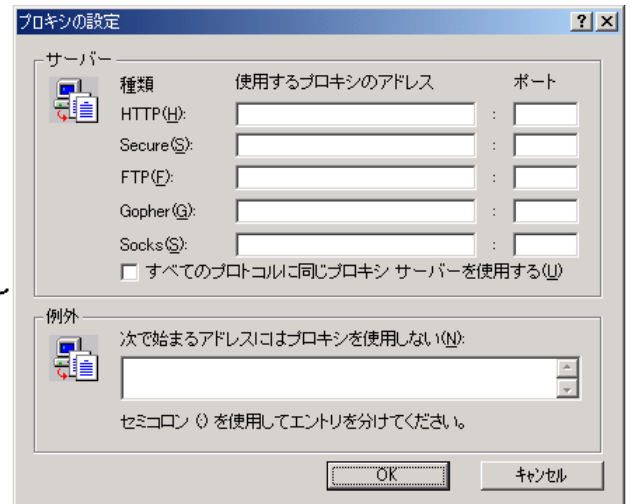 プロキシの設定
サーバー
種類 使用するプロキシのアドレス ポート
HTTP(H): :
Secure(S): :
FTP(F): :
Gopher(G): :
Socks(S): :
すべてのプロトコルに同じプロキシ サーバーを使用する(U)
例外
次で始まるアドレスにはプロキシを使用しない(N):
セミコロン (;) を使用してエントリを分けてください。
OK キャンセル